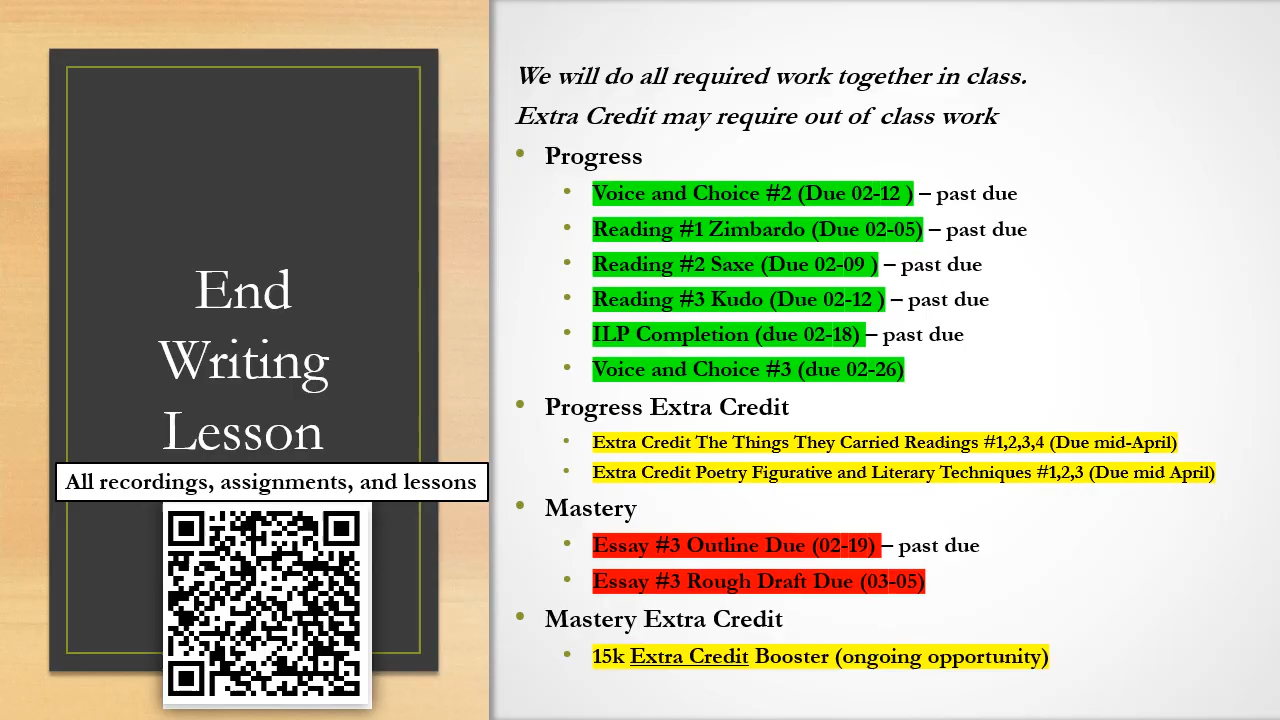 End
Writing
Lesson
All recordings, assignments, and lessons
We will do all required work together in class.
Extra Credit may require out of class work
• Progress
• Voice and Choice #2 (Due 02-12 ) – past due
• Reading #1 Zimbardo (Due 02-05) – past due
• Reading #2 Saxe (Due 02-09 ) – past due
• Reading #3 Kudo (Due 02-12 ) – past due
• ILP Completion (due 02-18) – past due
• Voice and Choice #3 (due 02-26)
• Progress Extra Credit
• Extra Credit The Things They Carried Readings #1,2,3,4 (Due mid-April)
• Extra Credit Poetry Figurative and Literary Techniques #1,2,3 (Due mid April)
• Mastery
• Essay #3 Outline Due (02-19) – past due
• Essay #3 Rough Draft Due (03-05)
• Mastery Extra Credit
• 15k Extra Credit Booster (ongoing opportunity)